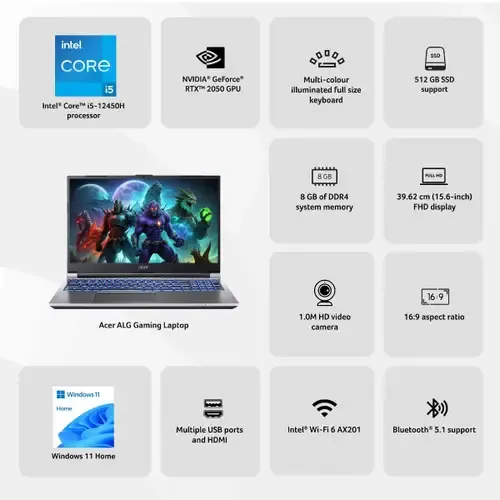 intel
CORE
i5
Intel® Core™ i5-12450H
processor
NVIDIA® GeForce®
RTX™ 2050 GPU
Multi-colour
illuminated full size
keyboard
SSD
512 GB SSD
support
8 GB
8 GB of DDR4
system memory
FULL HD
39.62 cm (15.6-inch)
FHD display
acer
Acer ALG Gaming Laptop
1.0M HD video
camera
16:9
16:9 aspect ratio
Windows 11
Home
Windows 11 Home
Multiple USB ports
and HDMI
Intel® Wi-Fi 6 AX201
Bluetooth® 5.1 support